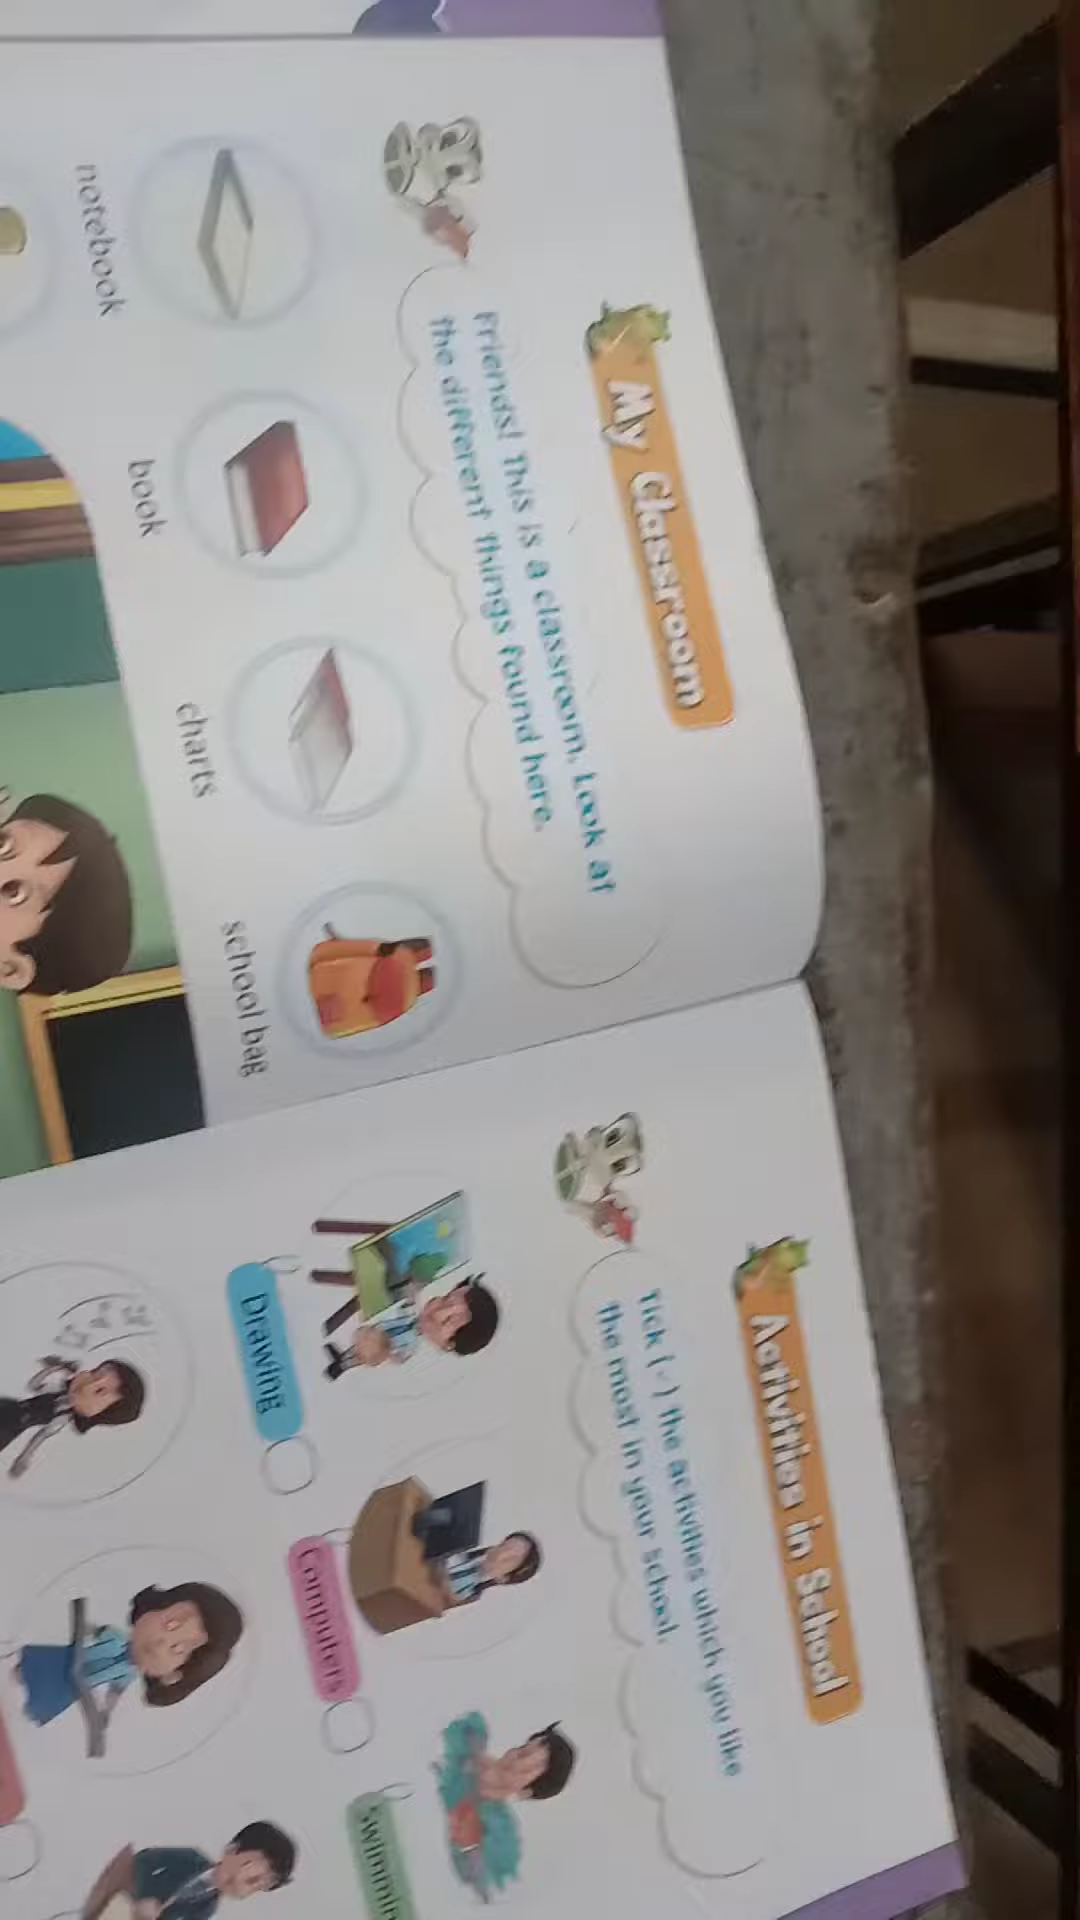 My Classroom
Friends! This is a classroom. Look at
the different things found here.
notebook
book
charts
school bag
Activities in School
Tick (✓) the activities which you like
the most in your school.
Drawing
Computers
Swimmin